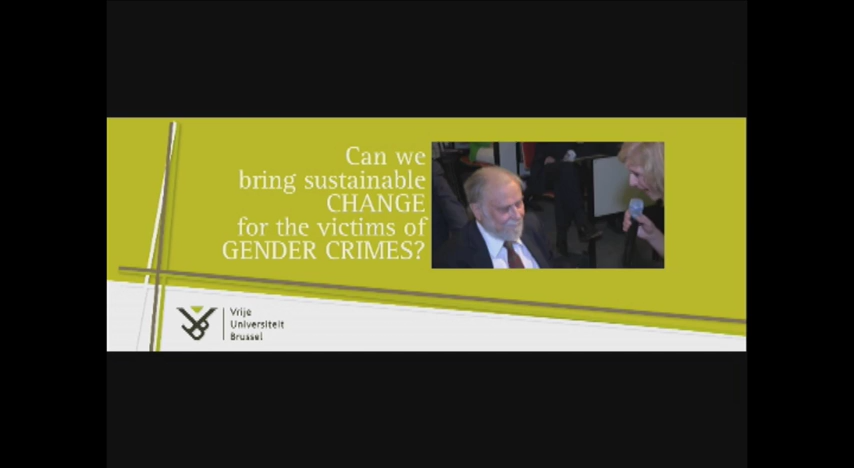 Can we
bring sustainable
CHANGE
for the victims of
GENDER CRIMES?
Vrije
Universiteit
Brussel